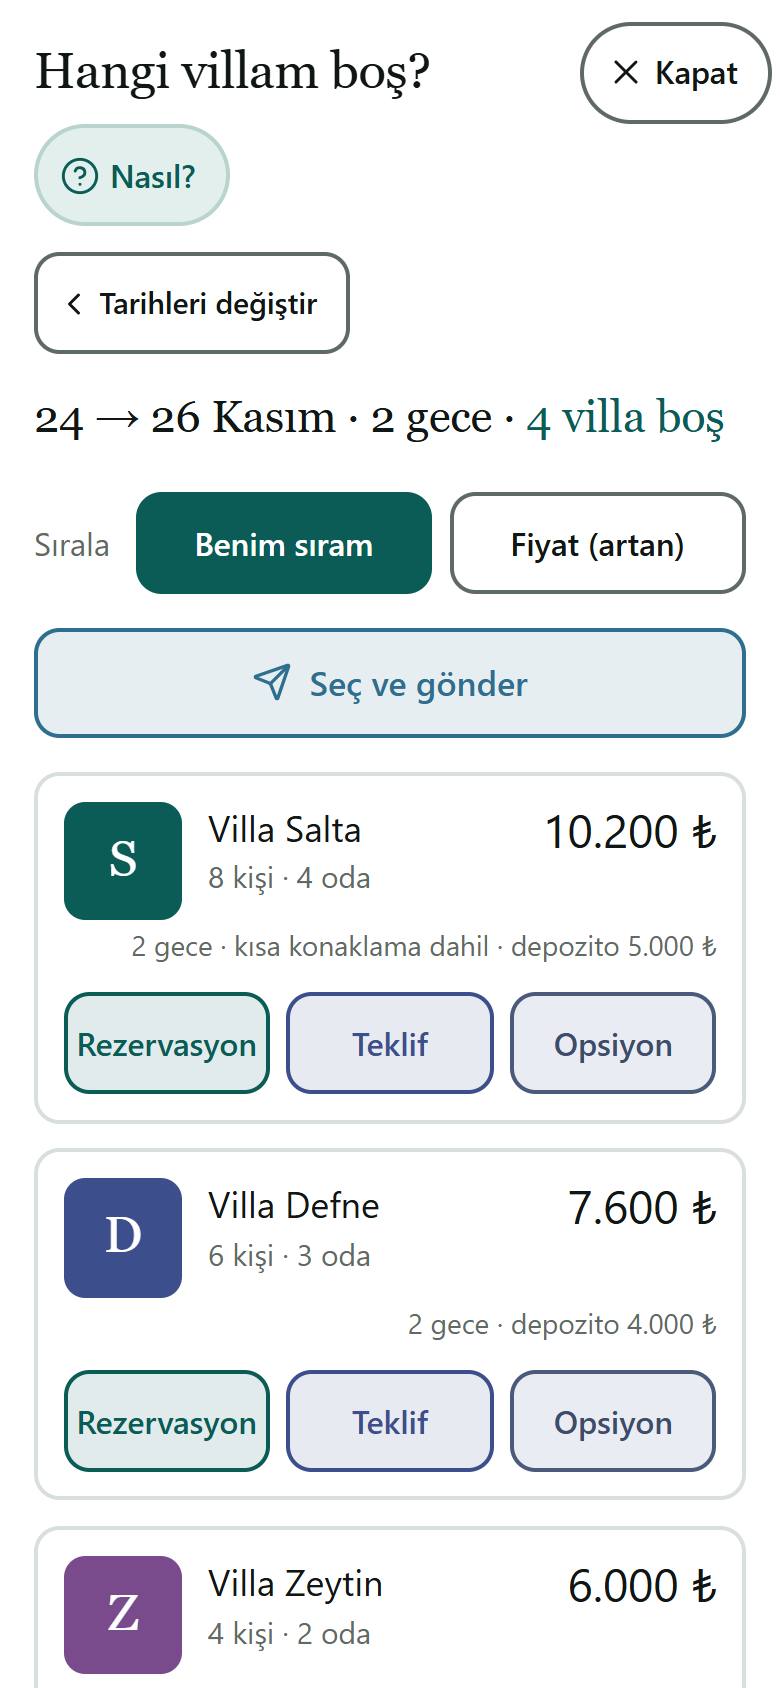 Hangi villam boş?
Kapat
Nasıl?
Tarihleri değiştir
24 → 26 Kasım · 2 gece · 4 villa boş
Sırala Benim sıram Fiyat (artan)
Seç ve gönder
S Villa Salta 10.200 ₺
8 kişi · 4 oda
2 gece · kısa konaklama dahil · depozito 5.000 ₺
Rezervasyon Teklif Opsiyon
D Villa Defne 7.600 ₺
6 kişi · 3 oda
2 gece · depozito 4.000 ₺
Rezervasyon Teklif Opsiyon
Z Villa Zeytin 6.000 ₺
4 kişi · 2 oda